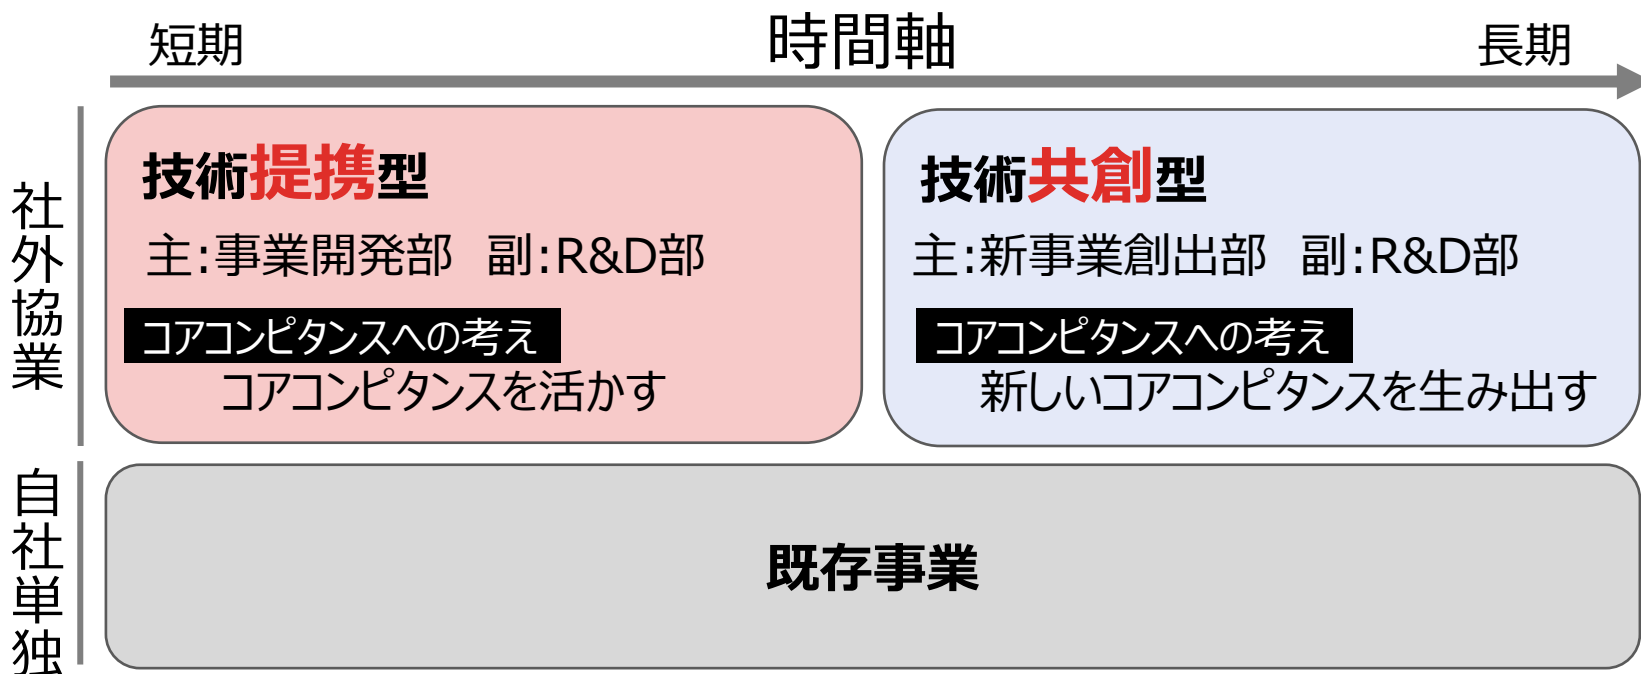 時間軸
短期
長期
社外協業
技術提携型
主:事業開発部　副:R&D部
コアコンピタンスへの考え
コアコンピタンスを活かす
技術共創型
主:新事業創出部　副:R&D部
コアコンピタンスへの考え
新しいコアコンピタンスを生み出す
自社単独
既存事業